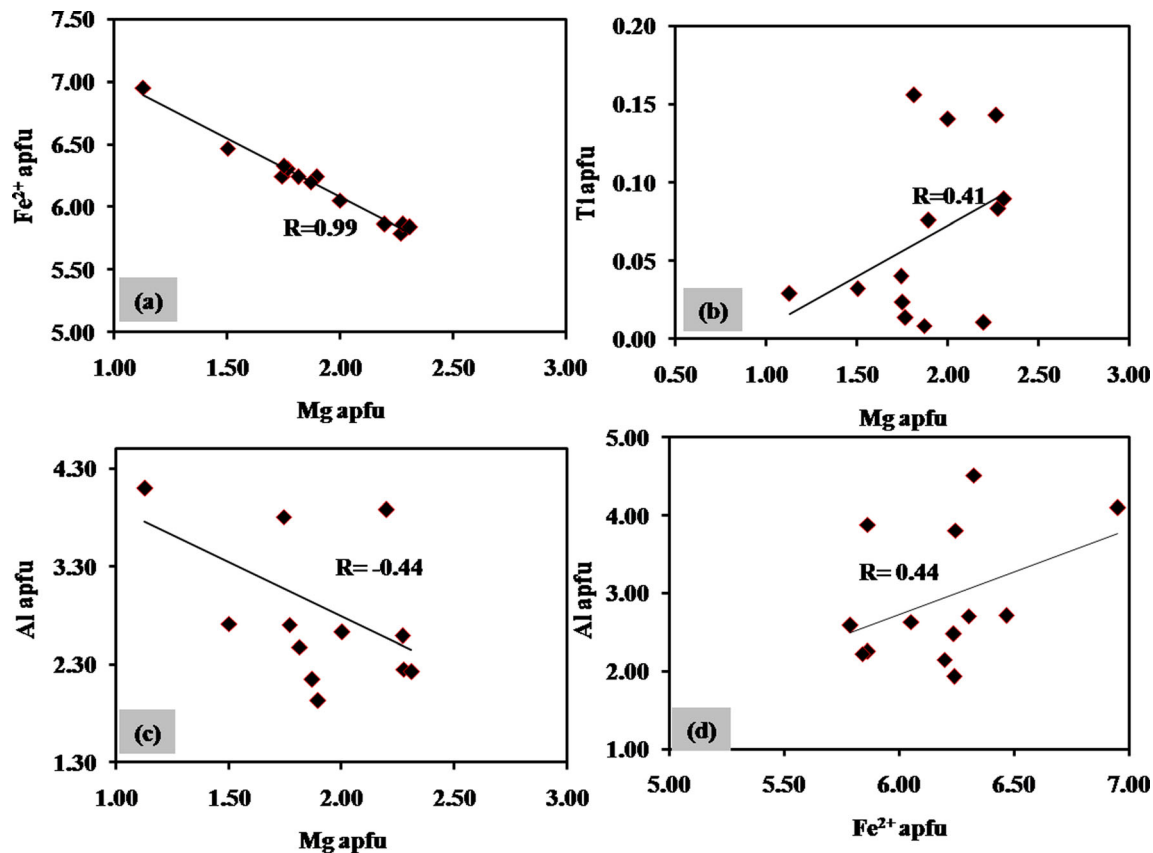 7.50
7.00
6.50
6.00
5.50
5.00
Fe²⁺ apfu
R=0.99
(a)
1.00 1.50 2.00 2.50 3.00
Mg apfu
0.20
0.15
0.10
0.05
0.00
Ti apfu
R=0.41
(b)
0.50 1.00 1.50 2.00 2.50 3.00
Mg apfu
4.30
3.30
2.30
1.30
Al apfu
R= -0.44
(c)
1.00 1.50 2.00 2.50 3.00
Mg apfu
5.00
4.00
3.00
2.00
1.00
Al apfu
R= 0.44
(d)
5.00 5.50 6.00 6.50 7.00
Fe²⁺ apfu